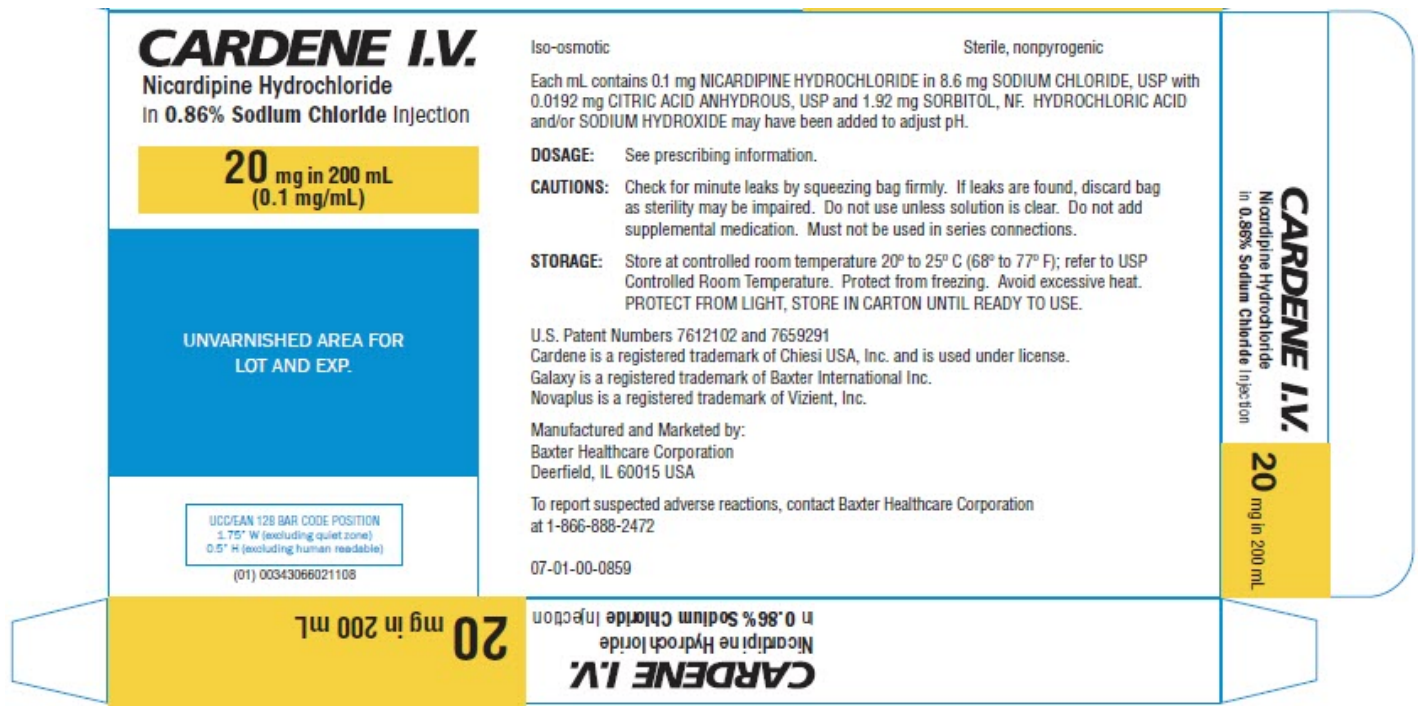 CARDENE I.V.
Nicardipine Hydrochloride
in 0.86% Sodium Chloride Injection
20 mg in 200 mL
(0.1 mg/mL)
UNVARNISHED AREA FOR
LOT AND EXP.
UCC/EAN 128 BAR CODE POSITION
1.75" W (excluding quiet zone)
0.5" H (excluding human readable)
(01) 00343066021108
Iso-osmotic Sterile, nonpyrogenic
Each mL contains 0.1 mg NICARDIPINE HYDROCHLORIDE in 8.6 mg SODIUM CHLORIDE, USP with
0.0192 mg CITRIC ACID ANHYDROUS, USP and 1.92 mg SORBITOL, NF. HYDROCHLORIC ACID
and/or SODIUM HYDROXIDE may have been added to adjust pH.
DOSAGE: See prescribing information.
CAUTIONS: Check for minute leaks by squeezing bag firmly. If leaks are found, discard bag
as sterility may be impaired. Do not use unless solution is clear. Do not add
supplemental medication. Must not be used in series connections.
STORAGE: Store at controlled room temperature 20º to 25º C (68º to 77º F); refer to USP
Controlled Room Temperature. Protect from freezing. Avoid excessive heat.
PROTECT FROM LIGHT, STORE IN CARTON UNTIL READY TO USE.
U.S. Patent Numbers 7612102 and 7659291
Cardene is a registered trademark of Chiesi USA, Inc. and is used under license.
Galaxy is a registered trademark of Baxter International Inc.
Novaplus is a registered trademark of Vizient, Inc.
Manufactured and Marketed by:
Baxter Healthcare Corporation
Deerfield, IL 60015 USA
To report suspected adverse reactions, contact Baxter Healthcare Corporation
at 1-866-888-2472
07-01-00-0859
CARDENE I.V.
Nicardipine Hydrochloride
in 0.86% Sodium Chloride Injection
20 mg in 200 mL
CARDENE I.V.
Nicardipine Hydrochloride
in 0.86% Sodium Chloride Injection
20 mg in 200 mL